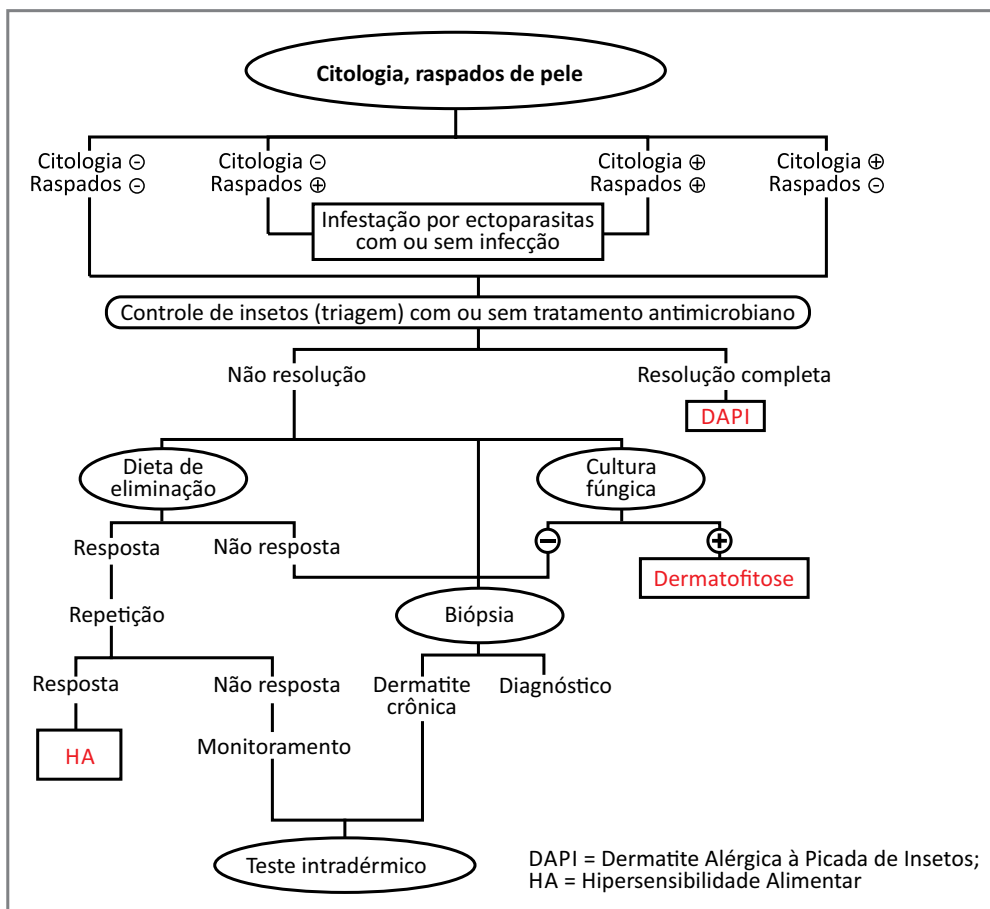 Citologia, raspados de pele
Citologia ⊖
Raspados ⊖
Citologia ⊖
Raspados ⊕
Citologia ⊕
Raspados ⊕
Citologia ⊕
Raspados ⊖
Infestação por ectoparasitas
com ou sem infecção
Controle de insetos (triagem) com ou sem tratamento antimicrobiano
Não resolução
Resolução completa
DAPI
Dieta de
eliminação
Cultura
fúngica
Resposta
Não resposta
−
+
Dermatofitose
Repetição
Biópsia
Resposta
Não resposta
Dermatite
crônica
Diagnóstico
HA
Monitoramento
Teste intradérmico
DAPI = Dermatite Alérgica à Picada de Insetos;
HA = Hipersensibilidade Alimentar